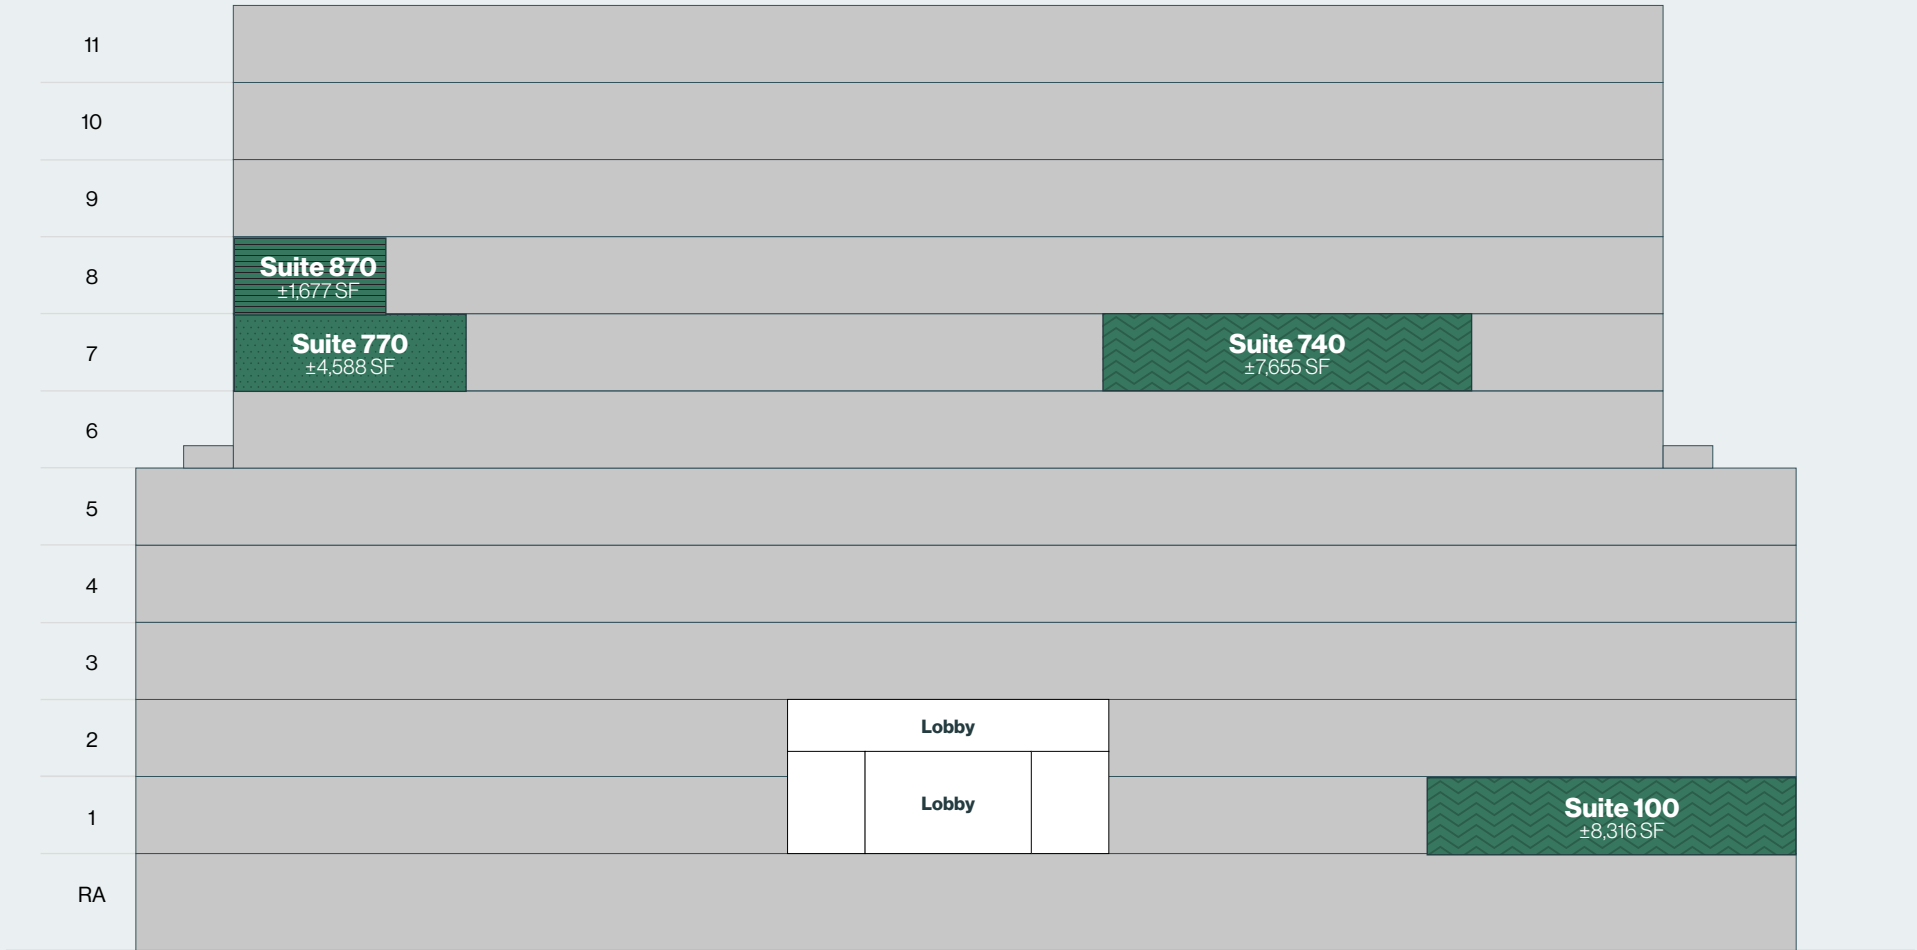 11
10
9
8
Suite 870
±1,677 SF
7
Suite 770
±4,588 SF
Suite 740
±7,655 SF
6
5
4
3
2
Lobby
1
Lobby
Suite 100
±8,316 SF
RA